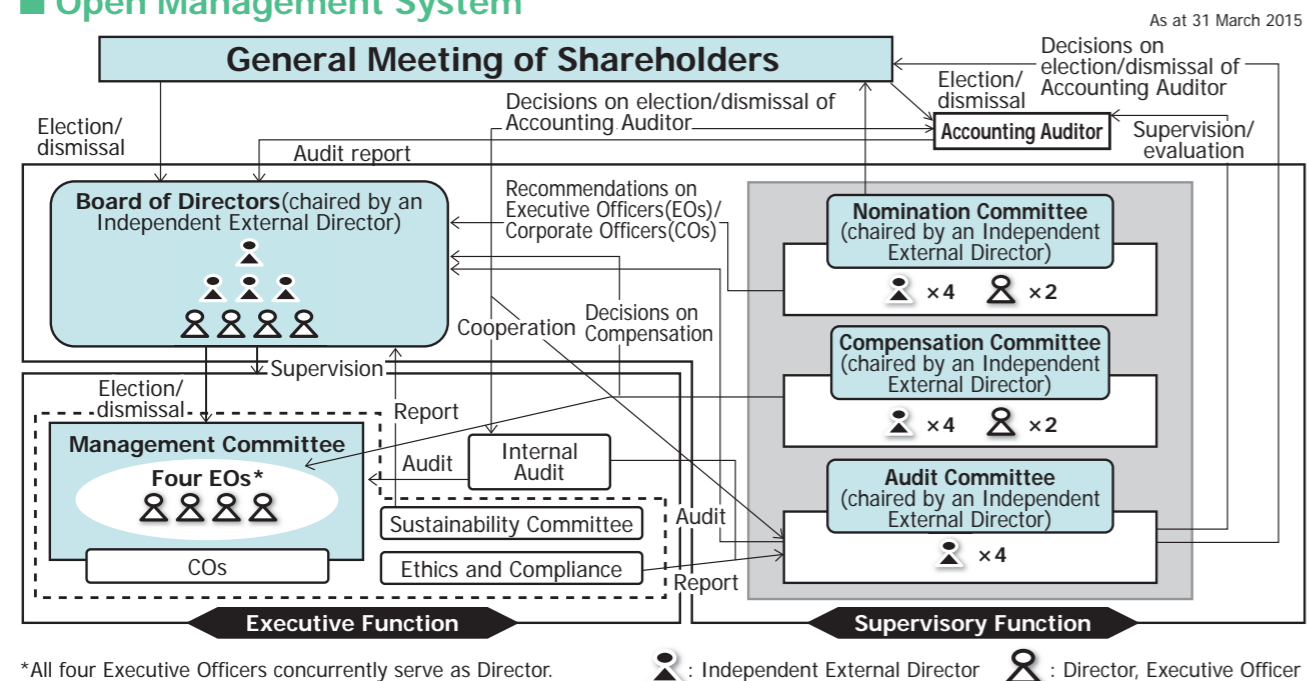 ■ Open Management System
As at 31 March 2015
General Meeting of Shareholders
Decisions on
election/dismissal of
Accounting Auditor
Election/
dismissal
Accounting Auditor
Supervision/
evaluation
Decisions on election/dismissal of
Accounting Auditor
Election/
dismissal
Audit report
Board of Directors(chaired by an
Independent External Director)
Recommendations on
Executive Officers(EOs)/
Corporate Officers(COs)
Nomination Committee
(chaired by an Independent
External Director)
×4 ×2
Cooperation
Decisions on
Compensation
Compensation Committee
(chaired by an Independent
External Director)
×4 ×2
Supervision
Election/
dismissal
Report
Management Committee
Four EOs*
COs
Audit
Internal
Audit
Sustainability Committee
Ethics and Compliance
Audit
Report
Audit Committee
(chaired by an Independent
External Director)
×4
Executive Function
Supervisory Function
*All four Executive Officers concurrently serve as Director.
: Independent External Director : Director, Executive Officer